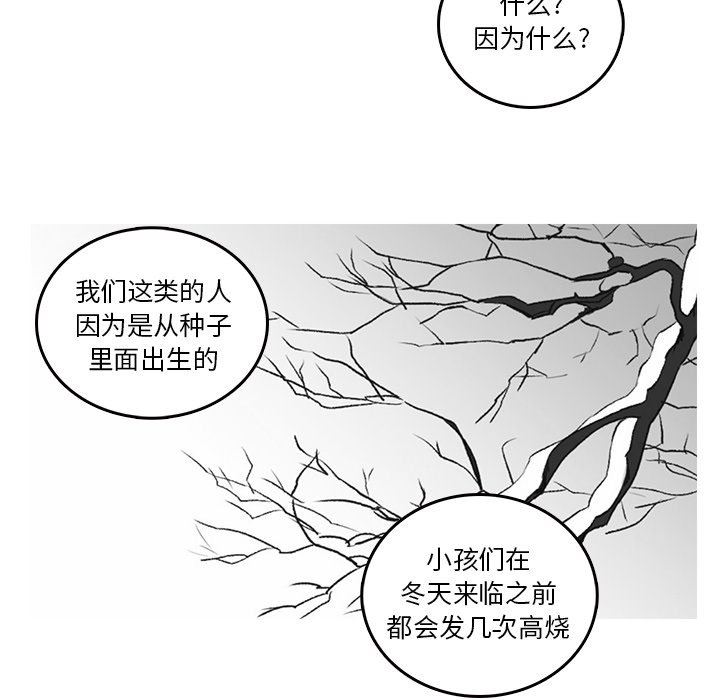 什么?
因为什么?
我们这类的人
因为是从种子
里面出生的
小孩们在
冬天来临之前
都会发几次高烧